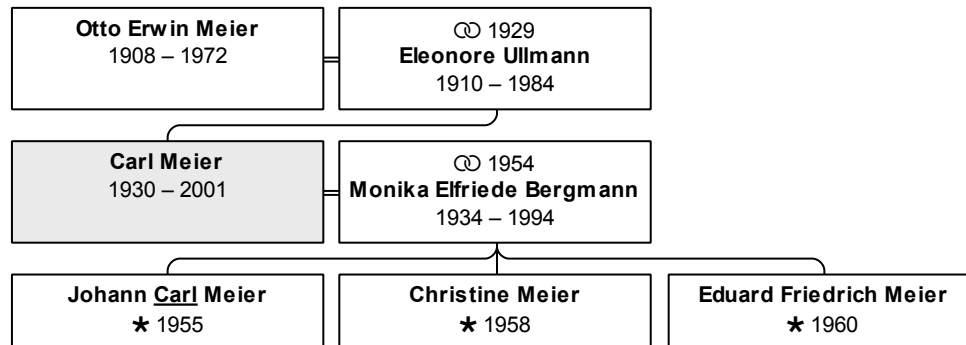 Otto Erwin Meier
1908 – 1972
⚭ 1929
Eleonore Ullmann
1910 – 1984
Carl Meier
1930 – 2001
⚭ 1954
Monika Elfriede Bergmann
1934 – 1994
Johann Carl Meier
* 1955
Christine Meier
* 1958
Eduard Friedrich Meier
* 1960